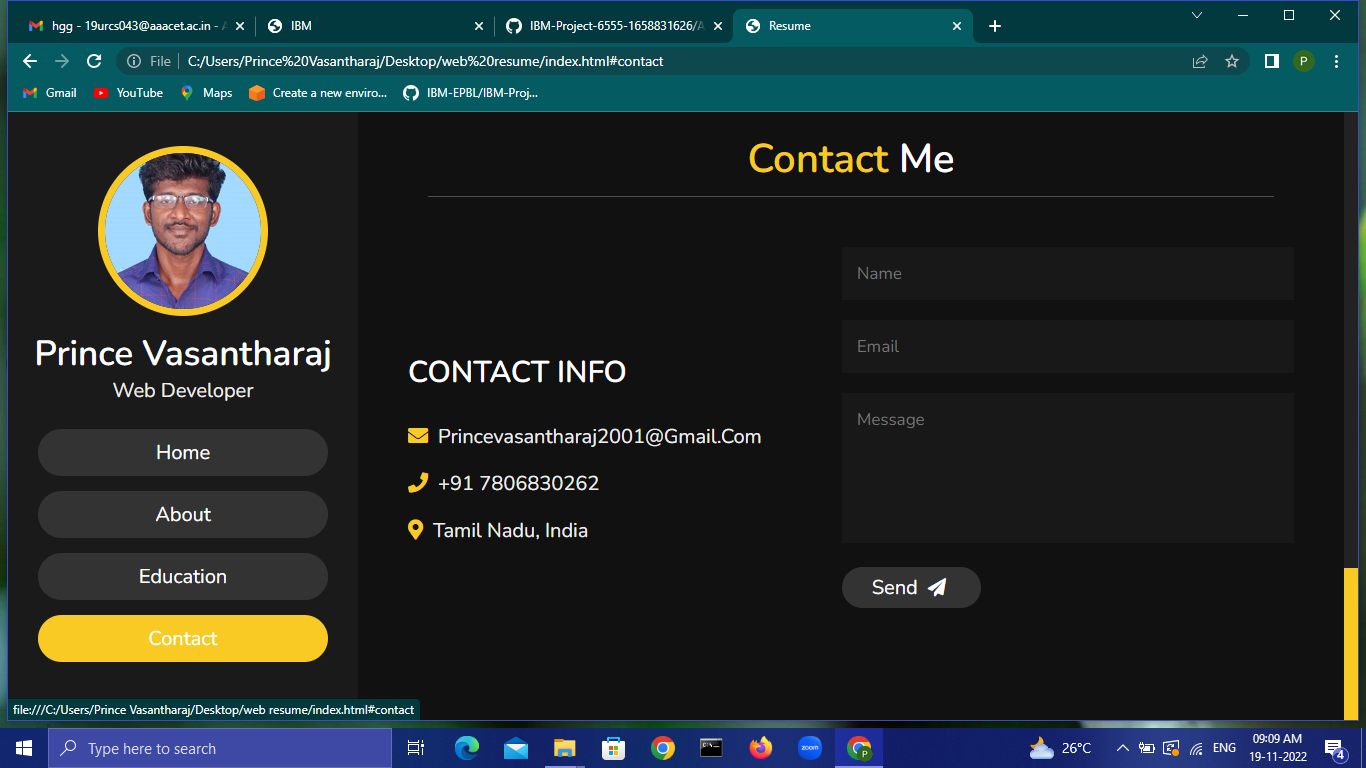 hgg - 19urcs043@aaacet.ac.in - A
IBM
IBM-Project-6555-1658831626/A
Resume
File
C:/Users/Prince%20Vasantharaj/Desktop/web%20resume/index.html#contact
P
Gmail
YouTube
Maps
Create a new enviro...
IBM-EPBL/IBM-Proj...
Contact Me
Prince Vasantharaj
Web Developer
Home
About
Education
Contact
CONTACT INFO
Princevasantharaj2001@Gmail.Com
+91 7806830262
Tamil Nadu, India
Name
Email
Message
Send
file:///C:/Users/Prince Vasantharaj/Desktop/web resume/index.html#contact
Type here to search
zoom
P
26°C
ENG
09:09 AM
19-11-2022
4